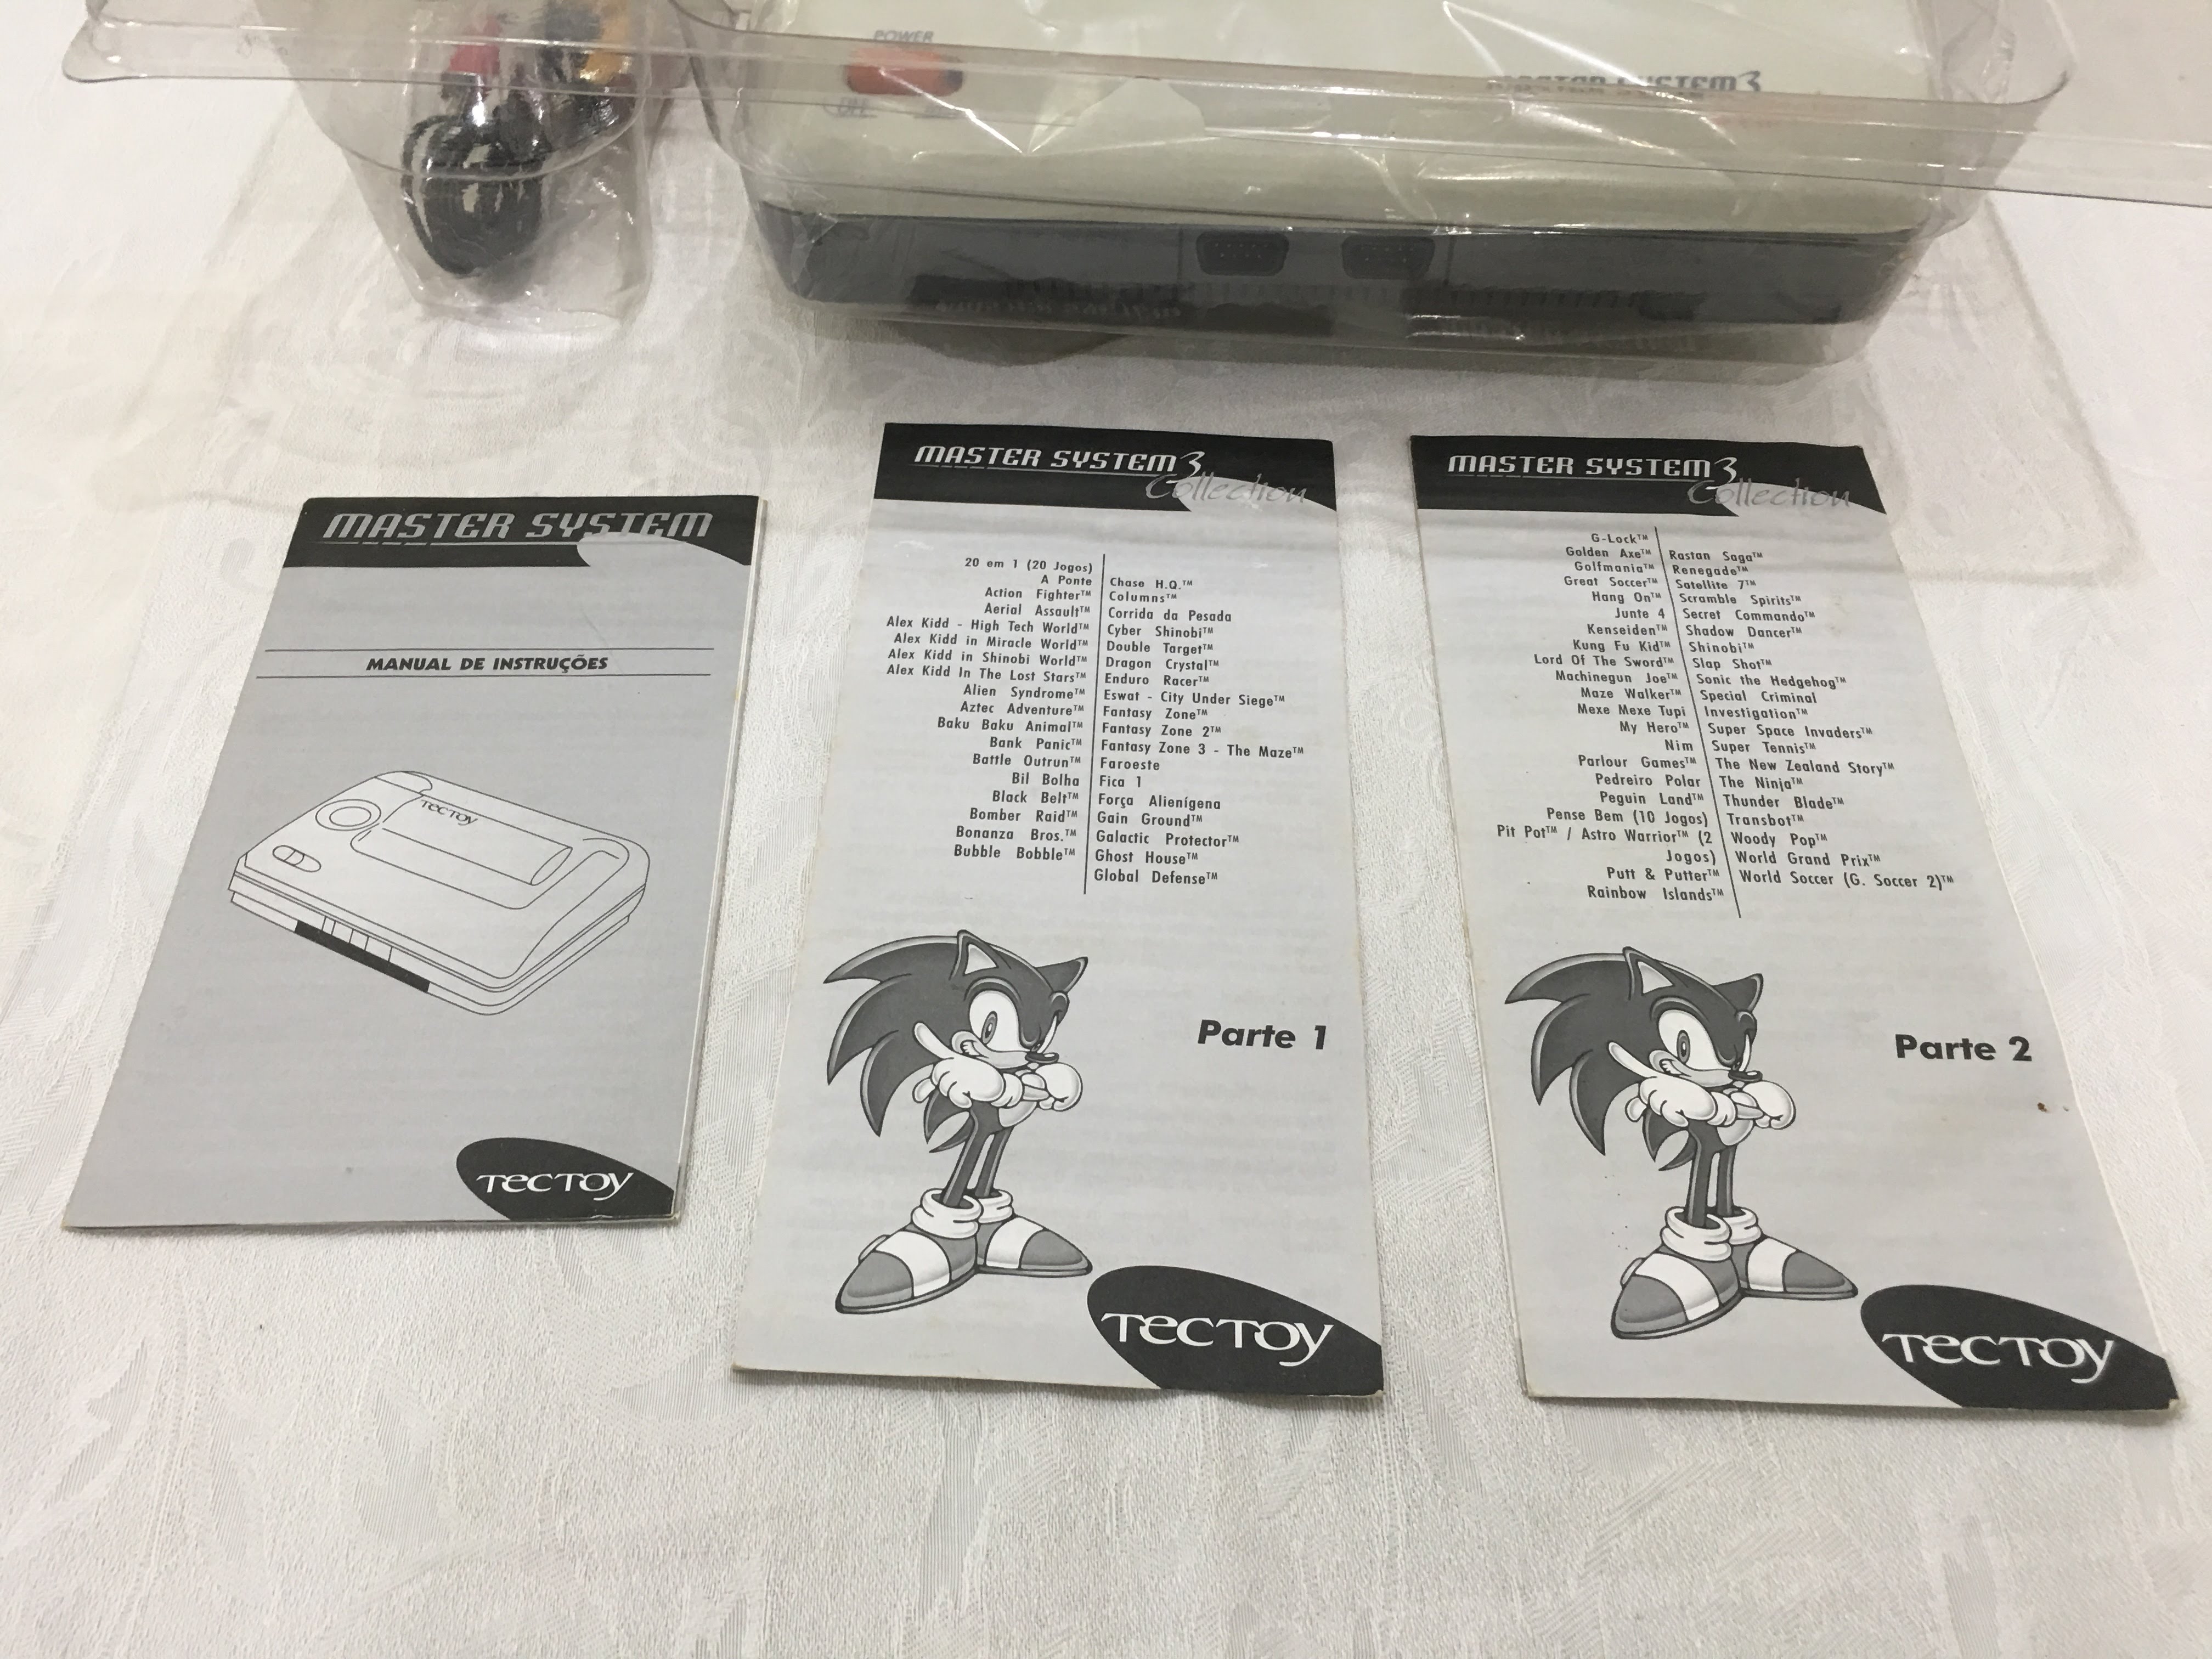 POWER
OFF
MASTER SYSTEM 3
MASTER SYSTEM
MANUAL DE INSTRUÇÕES
TECTOY
TECTOY
MASTER SYSTEM 3
Collection
20 em 1 (20 Jogos)
A Ponte
Action Fighter™
Aerial Assault™
Alex Kidd - High Tech World™
Alex Kidd in Miracle World™
Alex Kidd in Shinobi World™
Alex Kidd In The Lost Stars™
Alien Syndrome™
Aztec Adventure™
Baku Baku Animal™
Bank Panic™
Battle Outrun™
Bil Bolha
Black Belt™
Bomber Raid™
Bonanza Bros.™
Bubble Bobble™
Chase H.Q.™
Columns™
Corrida da Pesada
Cyber Shinobi™
Double Target™
Dragon Crystal™
Enduro Racer™
Eswat - City Under Siege™
Fantasy Zone™
Fantasy Zone 2™
Fantasy Zone 3 - The Maze™
Faroeste
Fica 1
Força Alienígena
Gain Ground™
Galactic Protector™
Ghost House™
Global Defense™
Parte 1
TECTOY
MASTER SYSTEM 3
Collection
G-Lock™
Golden Axe™
Golfmania™
Great Soccer™
Hang On™
Junte 4
Kenseiden™
Kung Fu Kid™
Lord Of The Sword™
Machinegun Joe™
Maze Walker™
Mexe Mexe Tupi
My Hero™
Nim
Parlour Games™
Pedreiro Polar
Peguin Land™
Pense Bem (10 Jogos)
Pit Pot™ / Astro Warrior™ (2
Jogos)
Putt & Putter™
Rainbow Islands™
Rastan Saga™
Renegade™
Satellite 7™
Scramble Spirits™
Secret Commando™
Shadow Dancer™
Shinobi™
Slap Shot™
Sonic the Hedgehog™
Special Criminal
Investigation™
Super Space Invaders™
Super Tennis™
The New Zealand Story™
The Ninja™
Thunder Blade™
Transbot™
Woody Pop™
World Grand Prix™
World Soccer (G. Soccer 2)™
Parte 2
TECTOY